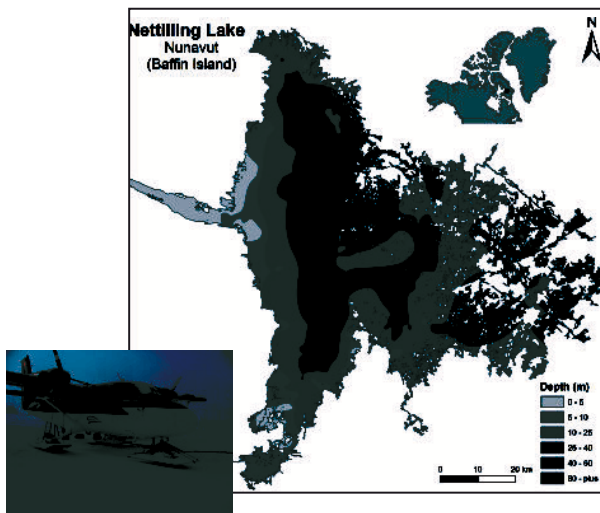 Nettilling Lake
Nunavut
(Baffin Island)
N
Depth (m)
0 - 5
5 - 10
10 - 25
25 - 40
40 - 60
60 - plus
0 10 20 km